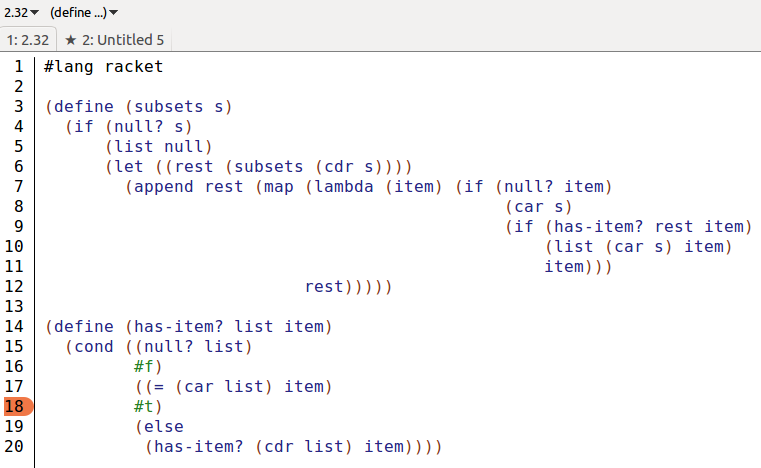 2.32▾ (define ...)▾
1: 2.32 ★ 2: Untitled 5
1 #lang racket
2
3 (define (subsets s)
4   (if (null? s)
5       (list null)
6       (let ((rest (subsets (cdr s))))
7         (append rest (map (lambda (item) (if (null? item)
8                                               (car s)
9                                               (if (has-item? rest item)
10                                                  (list (car s) item)
11                                                  item)))
12                           rest)))))
13
14 (define (has-item? list item)
15   (cond ((null? list)
16          #f)
17          ((= (car list) item)
18          #t)
19          (else
20           (has-item? (cdr list) item))))